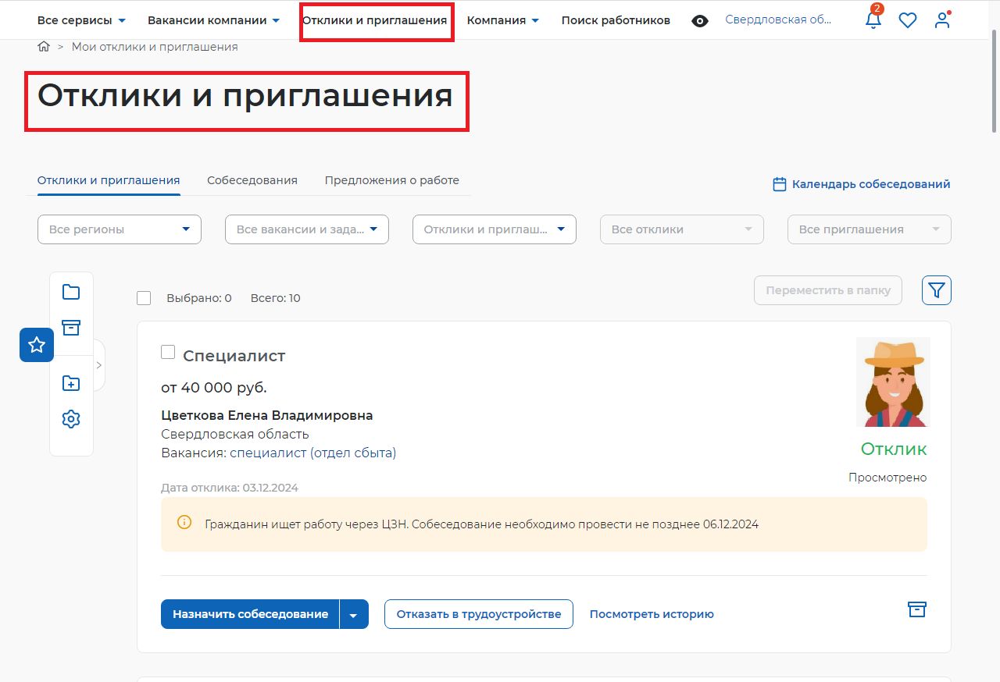 Все сервисы Вакансии компании Отклики и приглашения Компания Поиск работников Свердловская об... 2
> Мои отклики и приглашения
Отклики и приглашения
Отклики и приглашения Собеседования Предложения о работе Календарь собеседований
Все регионы Все вакансии и зада... Отклики и приглаш... Все отклики Все приглашения
Выбрано: 0 Всего: 10 Переместить в папку
Специалист
от 40 000 руб.
Цветкова Елена Владимировна
Свердловская область
Вакансия: специалист (отдел сбыта)
Отклик
Просмотрено
Дата отклика: 03.12.2024
Гражданин ищет работу через ЦЗН. Собеседование необходимо провести не позднее 06.12.2024
Назначить собеседование Отказать в трудоустройстве Посмотреть историю